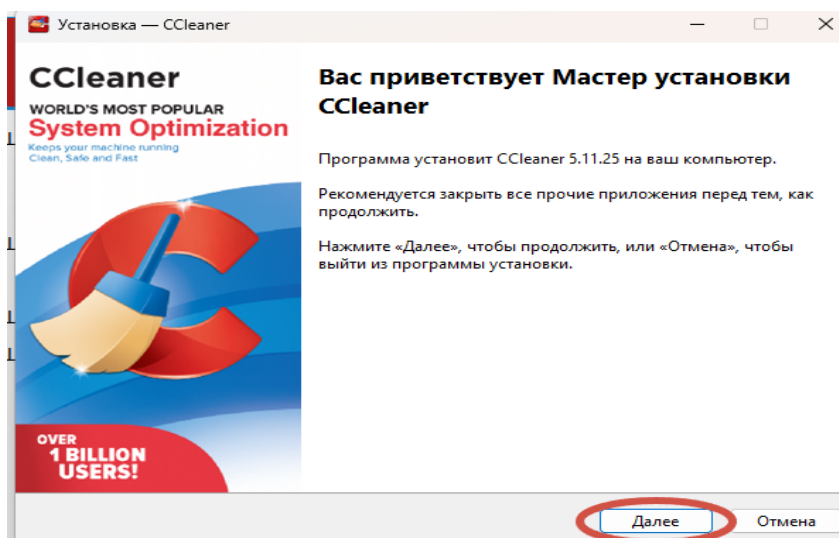 Установка — CCleaner
CCleaner
WORLD'S MOST POPULAR
System Optimization
Keeps your machine running
Clean, Safe and Fast
OVER
1 BILLION
USERS!
Вас приветствует Мастер установки
CCleaner
Программа установит CCleaner 5.11.25 на ваш компьютер.
Рекомендуется закрыть все прочие приложения перед тем, как
продолжить.
Нажмите «Далее», чтобы продолжить, или «Отмена», чтобы
выйти из программы установки.
Далее
Отмена